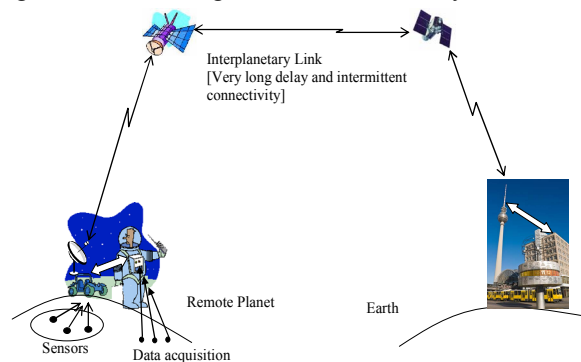 Interplanetary Link
[Very long delay and intermittent
connectivity]
Remote Planet
Earth
Sensors
Data acquisition